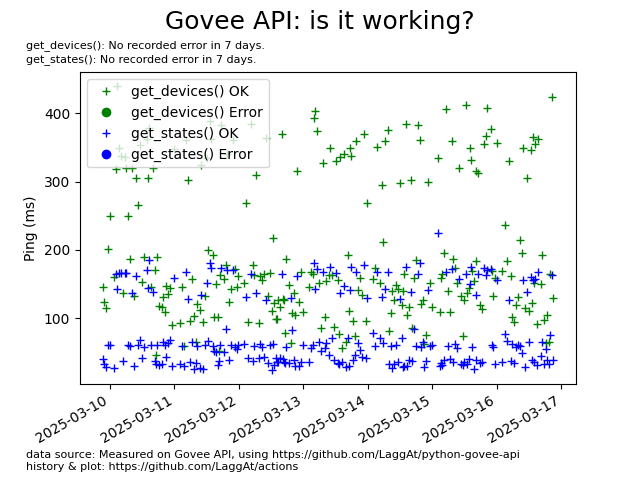 Govee API: is it working?
get_devices(): No recorded error in 7 days.
get_states(): No recorded error in 7 days.
get_devices() OK
get_devices() Error
get_states() OK
get_states() Error
Ping (ms)
400
300
200
100
2025-03-10
2025-03-11
2025-03-12
2025-03-13
2025-03-14
2025-03-15
2025-03-16
2025-03-17
data source: Measured on Govee API, using https://github.com/LaggAt/python-govee-api
history & plot: https://github.com/LaggAt/actions